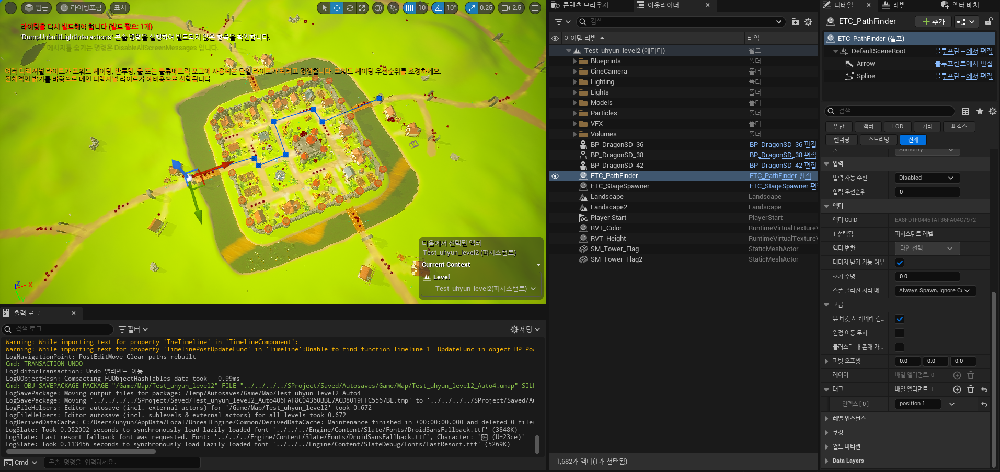 원근
라이팅포함
표시
10
10°
0.25
2.5
라이팅을 다시 빌드해야 합니다 (빌드 필요: 1개)
'DumpUnbuiltLightInteractions' 콘솔 명령을 실행하여 빌드되지 않은 항목을 확인합니다.
메시지를 숨기는 명령은 DisableAllScreenMessages 입니다.
여러 디렉셔널 라이트가 포워드 셰이딩, 반투명, 물 또는 볼류메트릭 포그에 사용되는 단일 라이트가 되려고 경쟁합니다. 포워드 셰이딩 우선순위를 조정하세요.
전체적인 밝기를 바탕으로 메인 디렉셔널 라이트가 예비용으로 선택됩니다.
다음에서 선택된 액터
Test_uhyun_level2 (퍼시스턴트)
Current Context
Level
Test_uhyun_level2(퍼시스턴트)
Z
X
Y
출력 로그
검색 로그
필터
세팅
Warning: While importing text for property 'TheTimeline' in 'TimelineComponent':
Warning: While importing text for property 'TimelinePostUpdateFunc' in 'Timeline':Unable to find function Timeline_1__UpdateFunc in object BP_Pow
LogNavigationPoint: PostEditMove Clear paths rebuilt
Cmd: TRANSACTION UNDO
LogEditorTransaction: Undo 엘리먼트 이동
LogUObjectHash: Compacting FUObjectHashTables data took   0.99ms
Cmd: OBJ SAVEPACKAGE PACKAGE="/Game/Map/Test_uhyun_level2" FILE="../../../../SProject/Saved/Autosaves/Game/Map/Test_uhyun_level2_Auto4.umap" SIL
LogSavePackage: Moving output files for package: /Temp/Autosaves/Game/Map/Test_uhyun_level2_Auto4
LogSavePackage: Moving '../../../../SProject/Saved/Test_uhyun_level2_Auto406FAF8C04360BBE7ACD8019FFC5567BE.tmp' to '../../../../SProject/Saved/Au
LogFileHelpers: Editor autosave (incl. external actors) for '/Game/Map/Test_uhyun_level2' took 0.672
LogFileHelpers: Editor autosave (incl. sublevels & external actors) for all levels took 0.672
LogDerivedDataCache: C:/Users/uhyun/AppData/Local/UnrealEngine/Common/DerivedDataCache: Maintenance finished in +00:00:00.000 and deleted 0 files
LogSlate: Took 0.052002 seconds to synchronously load lazily loaded font '../../../Engine/Content/Slate/Fonts/DroidSansFallback.ttf' (3848K)
LogSlate: Last resort fallback font was requested. Font: '../../../Engine/Content/Slate/Fonts/DroidSansFallback.ttf', Character: '⏎ (U+23ce)'
LogSlate: Took 0.113456 seconds to synchronously load lazily loaded font '../../../Engine/Content/SlateDebug/Fonts/LastResort.ttf' (5269K)
Cmd
콘솔 명령을 입력하세요.
콘텐츠 브라우저
아웃라이너
검색...
아이템 라벨
타입
Test_uhyun_level2 (에디터) 월드
Blueprints 폴더
CineCamera 폴더
Lighting 폴더
Lights 폴더
Models 폴더
Particles 폴더
VFX 폴더
Volumes 폴더
BP_DragonSD_36 BP_DragonSD_36 편집
BP_DragonSD_38 BP_DragonSD_38 편집
BP_DragonSD_42 BP_DragonSD_42 편집
ETC_PathFinder ETC_PathFinder 편집
ETC_StageSpawner ETC_StageSpawner 편
Landscape Landscape
Landscape2 Landscape
Player Start PlayerStart
RVT_Color RuntimeVirtualTextureV
RVT_Height RuntimeVirtualTextureV
SM_Tower_Flag StaticMeshActor
SM_Tower_Flag2 StaticMeshActor
1,682개 액터(1개 선택됨)
디테일
레벨
액터 배치
ETC_PathFinder
추가
ETC_PathFinder (셀프)
DefaultSceneRoot 블루프린트에서 편집
Arrow 블루프린트에서 편집
Spline 블루프린트에서 편집
검색
일반
액터
LOD
기타
피직스
렌더링
스트리밍
전체
롤 Authority
입력
입력 자동 수신 Disabled
입력 우선순위 0
액터
액터 GUID EA8FD1F04461A136FA04C7972
1 선택됨: 퍼시스턴트 레벨
액터 변환 타입 선택
대미지 받기 가능 여부
초기 수명 0.0
스폰 콜리전 처리 메... Always Spawn, Ignore Co
고급
뷰 타깃 시 카메라 컴...
원점 이동 무시
클러스터 내 존재 가...
피벗 오프셋 0.0 0.0 0.0
레이어 배열 엘리먼트: 0
태그 배열 엘리먼트: 1
인덱스 [ 0 ] position.1
레벨 인스턴스
쿠킹
월드 파티션
Data Layers